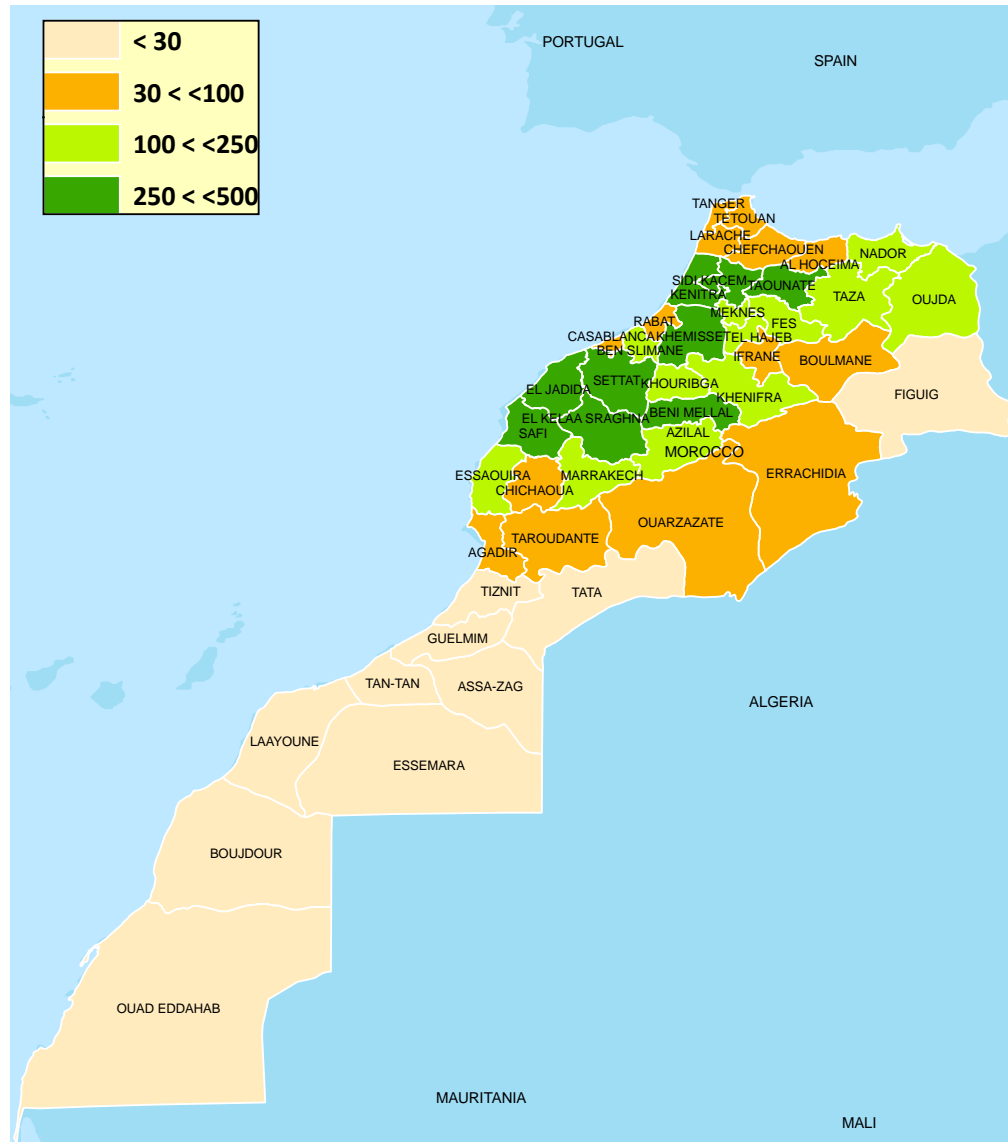 < 30
30 < <100
100 < <250
250 < <500
PORTUGAL
SPAIN
TANGER
TETOUAN
LARACHE
CHEFCHAOUEN
NADOR
AL HOCEIMA
SIDI KACEM
TAOUNATE
KENITRA
TAZA
OUJDA
MEKNES
RABAT
FES
CASABLANCA
KHEMISSET
EL HAJEB
BEN SLIMANE
IFRANE
BOULMANE
SETTAT
KHOURIBGA
EL JADIDA
KHENIFRA
FIGUIG
EL KELAA SRAGHNA
BENI MELLAL
SAFI
AZILAL
MOROCCO
ESSAOUIRA
MARRAKECH
ERRACHIDIA
CHICHAOUA
OUARZAZATE
TAROUDANTE
AGADIR
TIZNIT
TATA
GUELMIM
TAN-TAN
ASSA-ZAG
ALGERIA
LAAYOUNE
ESSEMARA
BOUJDOUR
OUAD EDDAHAB
MAURITANIA
MALI